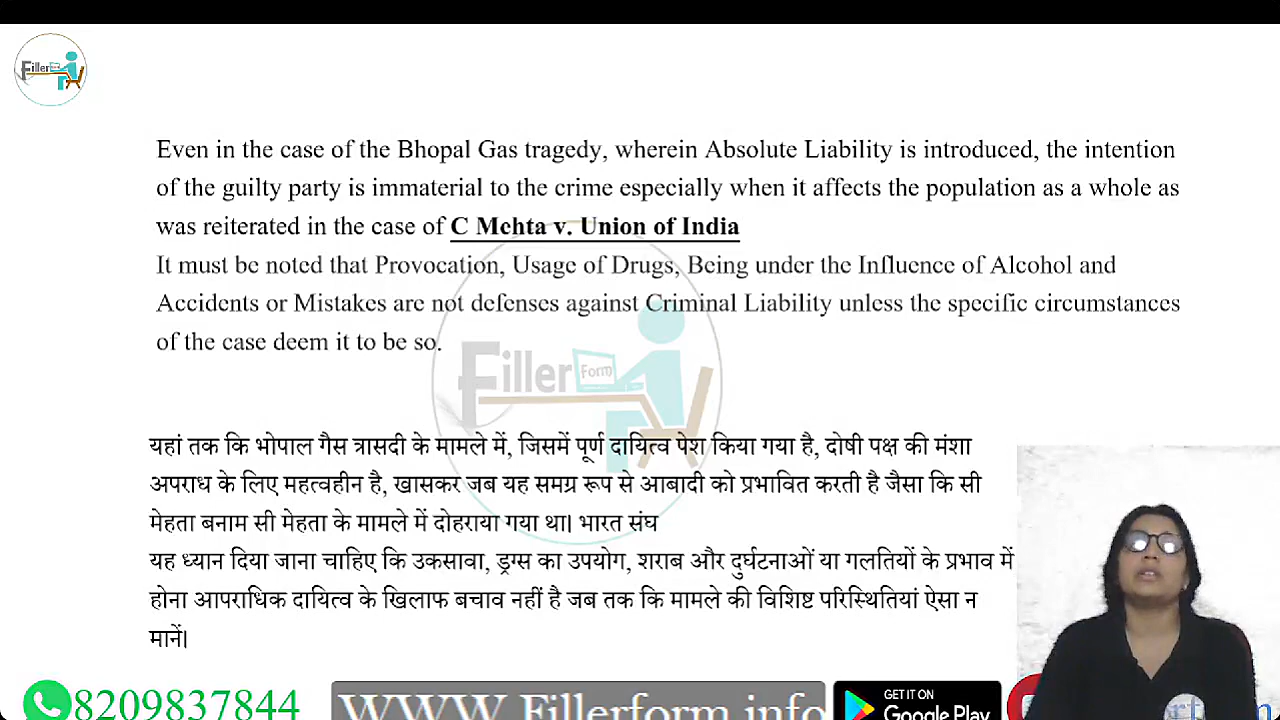 Filler
Even in the case of the Bhopal Gas tragedy, wherein Absolute Liability is introduced, the intention
of the guilty party is immaterial to the crime especially when it affects the population as a whole as
was reiterated in the case of C Mehta v. Union of India
It must be noted that Provocation, Usage of Drugs, Being under the Influence of Alcohol and
Accidents or Mistakes are not defenses against Criminal Liability unless the specific circumstances
of the case deem it to be so.
Filler Form
यहां तक कि भोपाल गैस त्रासदी के मामले में, जिसमें पूर्ण दायित्व पेश किया गया है, दोषी पक्ष की मंशा
अपराध के लिए महत्वहीन है, खासकर जब यह समग्र रूप से आबादी को प्रभावित करती है जैसा कि सी
मेहता बनाम सी मेहता के मामले में दोहराया गया था। भारत संघ
यह ध्यान दिया जाना चाहिए कि उकसावा, ड्रग्स का उपयोग, शराब और दुर्घटनाओं या गलतियों के प्रभाव में
होना आपराधिक दायित्व के खिलाफ बचाव नहीं है जब तक कि मामले की विशिष्ट परिस्थितियां ऐसा न
मानें।
8209837844
WWW.Fillerform.info
GET IT ON
Google Play